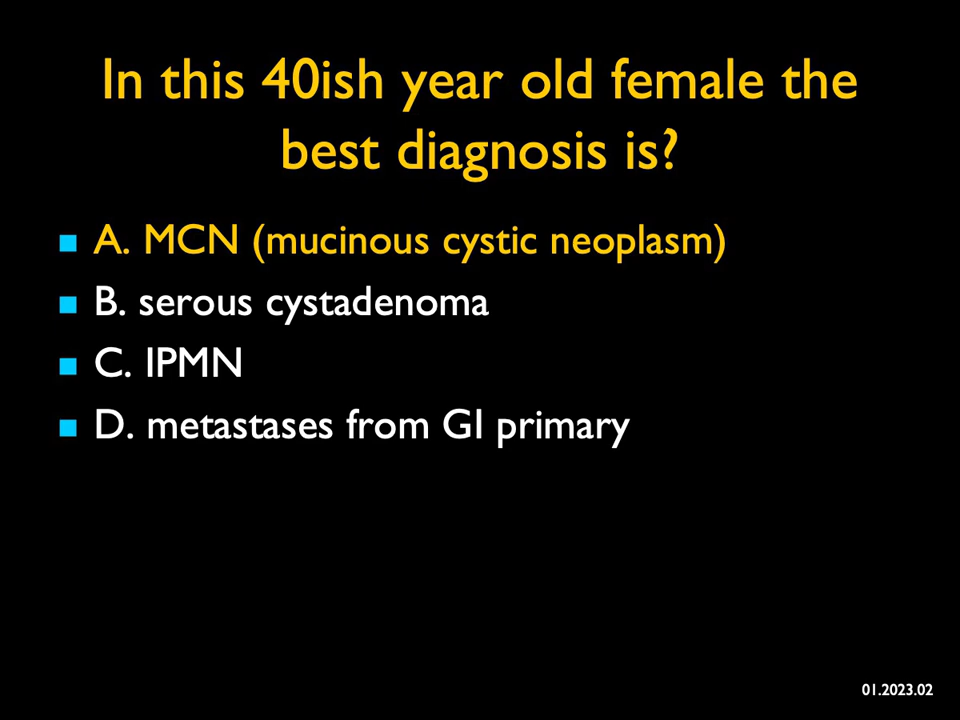 In this 40ish year old female the
best diagnosis is?
A. MCN (mucinous cystic neoplasm)
B. serous cystadenoma
C. IPMN
D. metastases from GI primary
01.2023.02